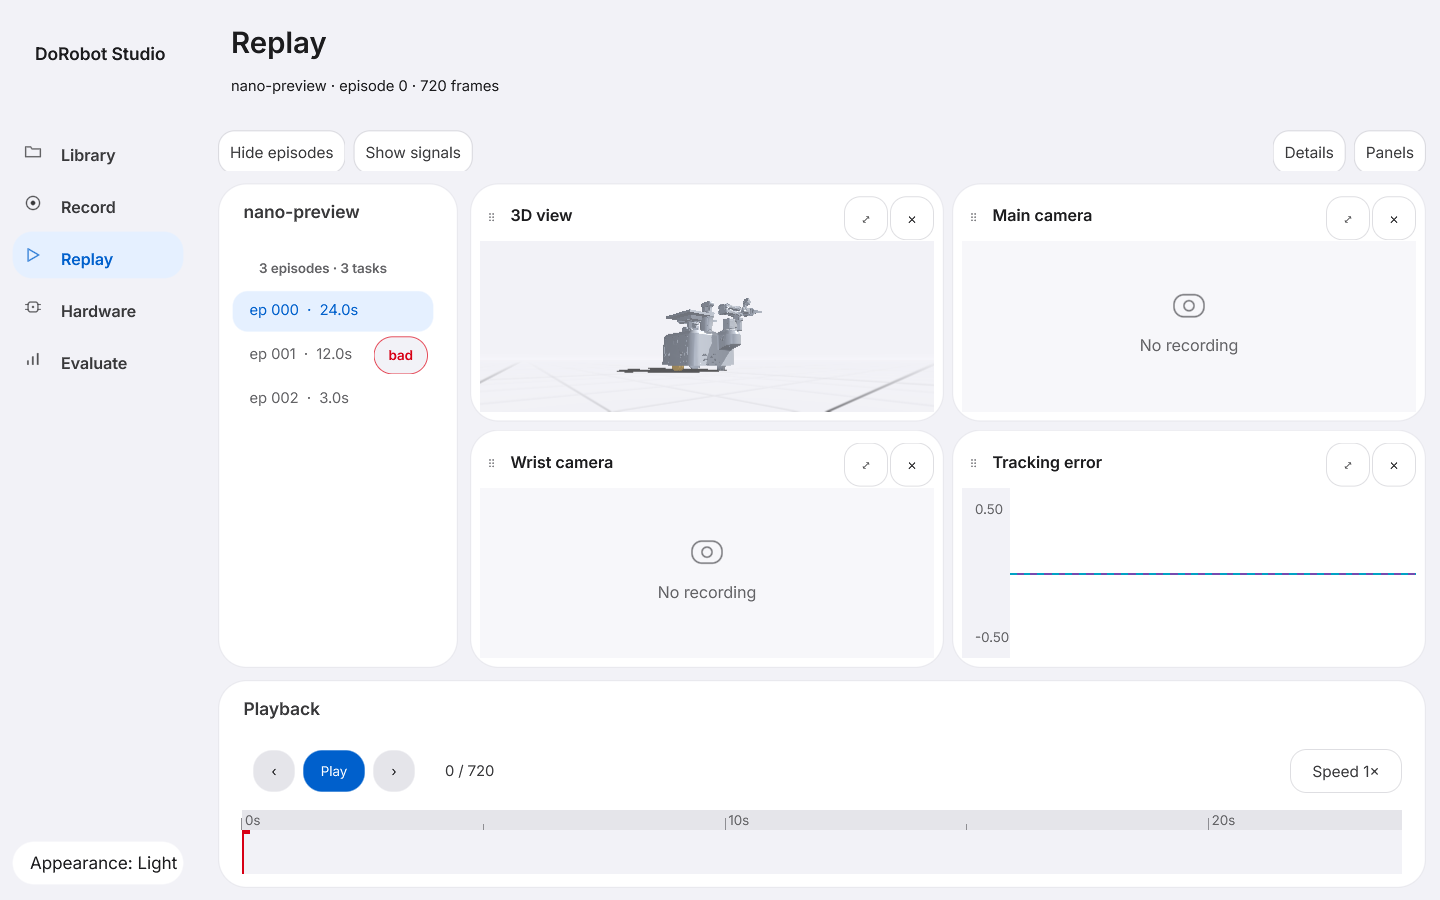 DoRobot Studio
Replay
nano-preview · episode 0 · 720 frames
Library
Record
Replay
Hardware
Evaluate
Appearance: Light
Hide episodes
Show signals
Details
Panels
nano-preview
3 episodes · 3 tasks
ep 000 · 24.0s
ep 001 · 12.0s
bad
ep 002 · 3.0s
3D view
Main camera
No recording
Wrist camera
No recording
Tracking error
0.50
-0.50
Playback
Play
0 / 720
Speed 1×
0s
10s
20s